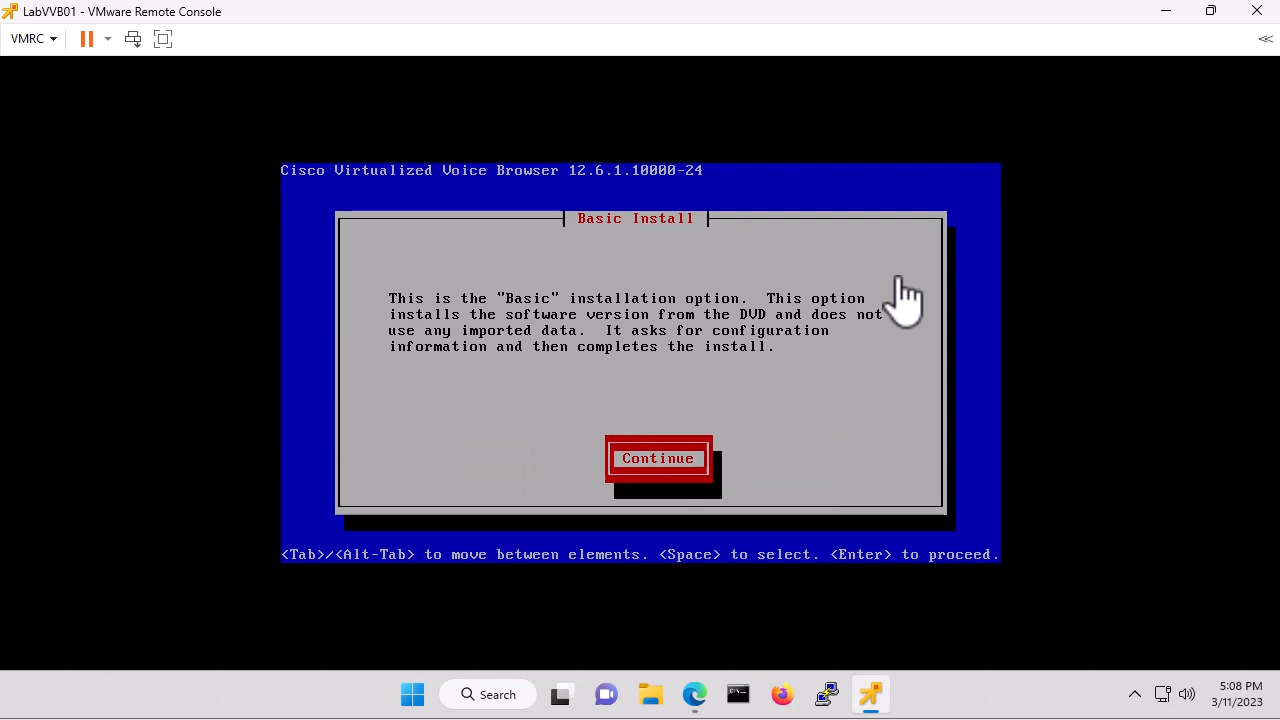 LabVVB01 - VMware Remote Console
VMRC
Cisco Virtualized Voice Browser 12.6.1.10000-24
Basic Install
This is the "Basic" installation option.  This option
installs the software version from the DVD and does not
use any imported data.  It asks for configuration
information and then completes the install.
Continue
<Tab>/<Alt-Tab> to move between elements. <Space> to select. <Enter> to proceed.
Search
5:08 PM
3/11/2023